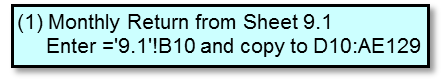 (1) Monthly Return from Sheet 9.1
Enter ='9.1'!B10 and copy to D10:AE129